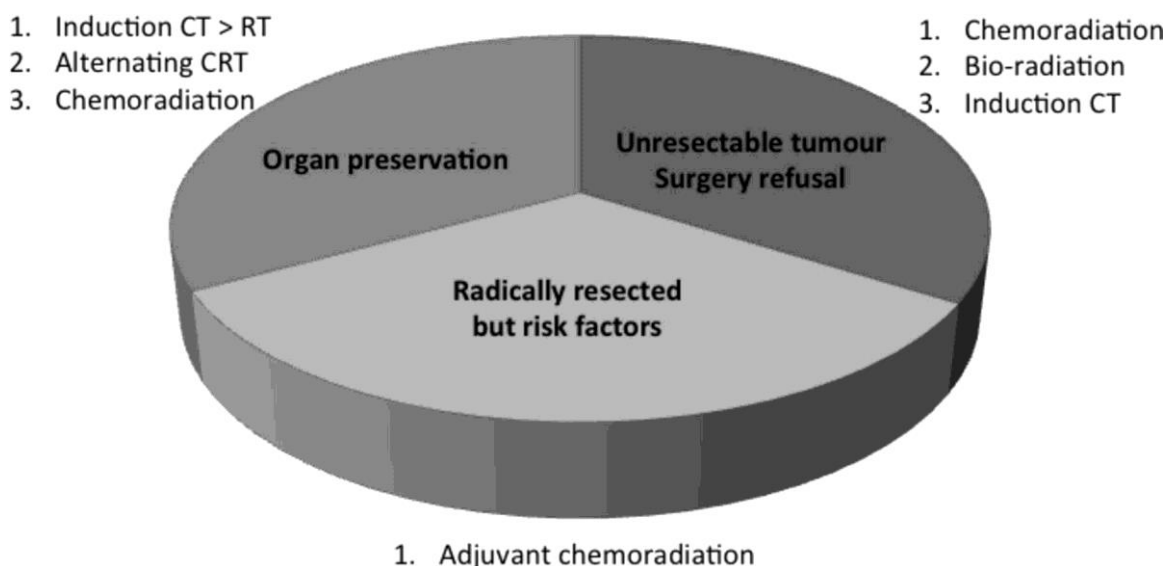 1. Induction CT > RT
2. Alternating CRT
3. Chemoradiation
1. Chemoradiation
2. Bio-radiation
3. Induction CT
Organ preservation
Unresectable tumour
Surgery refusal
Radically resected
but risk factors
1. Adjuvant chemoradiation